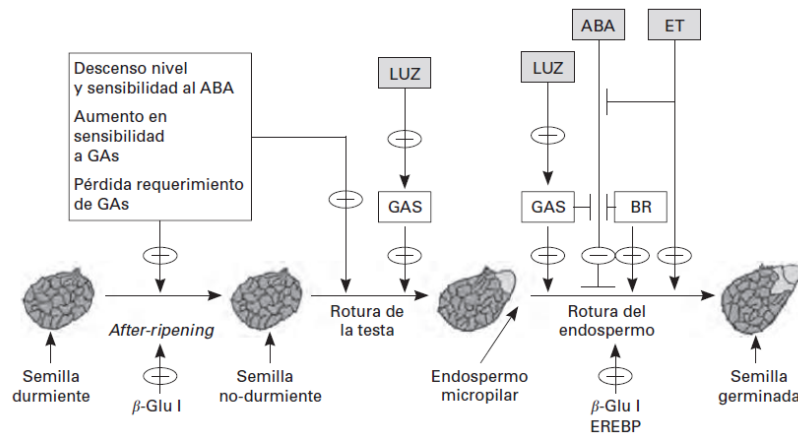 ABA
ET
Descenso nivel
y sensibilidad al ABA
Aumento en
sensibilidad
a GAs
Pérdida requerimiento
de GAs
LUZ
LUZ
GAS
GAS
BR
After-ripening
Rotura de
la testa
Rotura del
endospermo
Semilla
durmiente
β-Glu I
Semilla
no-durmiente
Endospermo
micropilar
β-Glu I
EREBP
Semilla
germinada